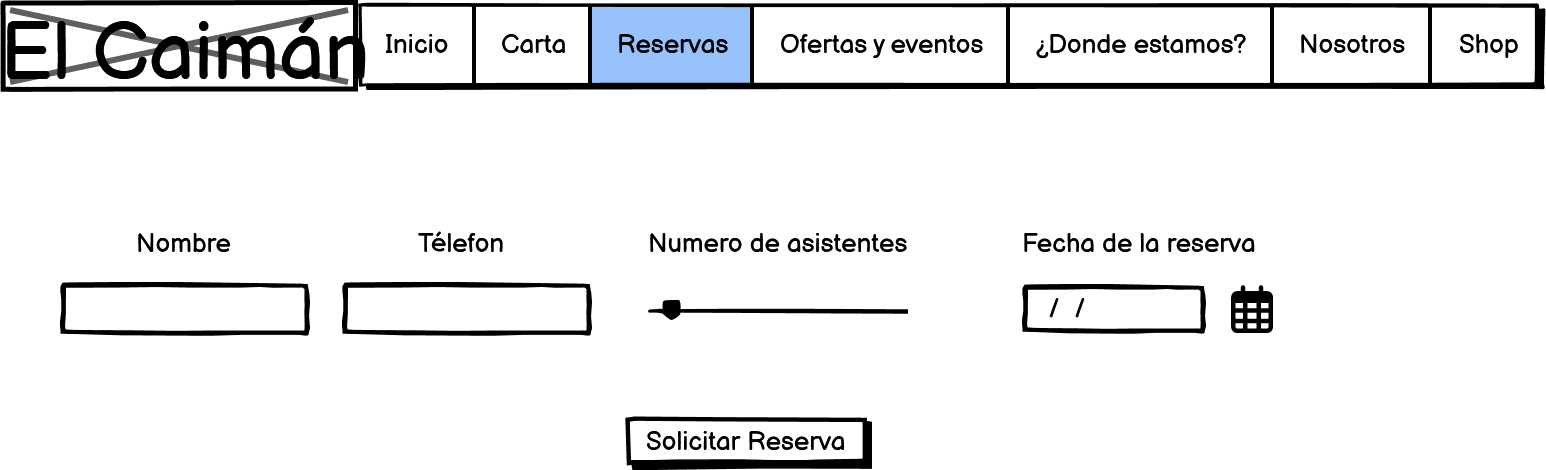 El Caimán
Inicio Carta Reservas Ofertas y eventos ¿Donde estamos? Nosotros Shop
Nombre Télefon Numero de asistentes Fecha de la reserva
/ /
Solicitar Reserva